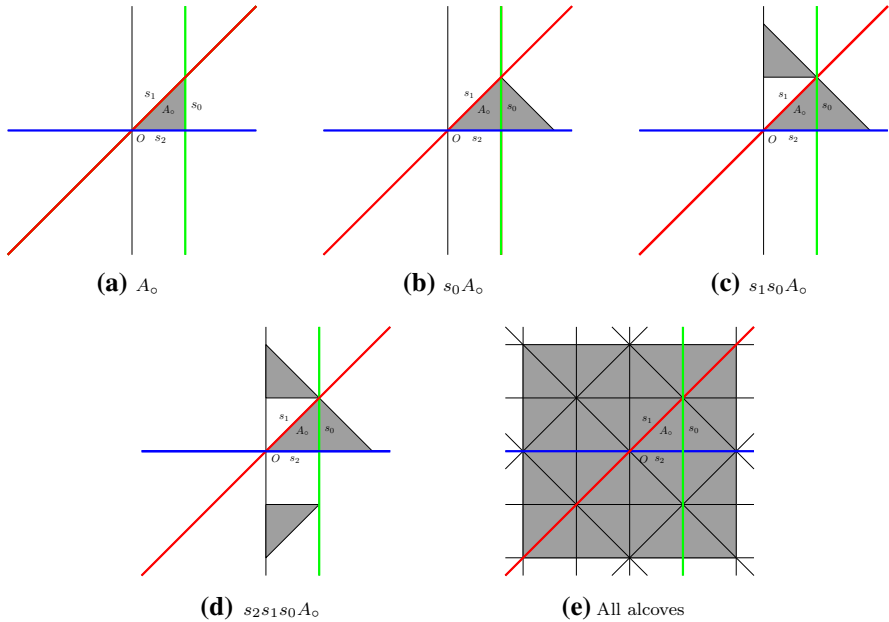 s₁ A∘ s₀
O s₂
(a) A∘
s₁ A∘ s₀
O s₂
(b) s₀A∘
s₁ A∘ s₀
O s₂
(c) s₁s₀A∘
s₁ A∘ s₀
O s₂
(d) s₂s₁s₀A∘
s₁ A∘ s₀
O s₂
(e) All alcoves